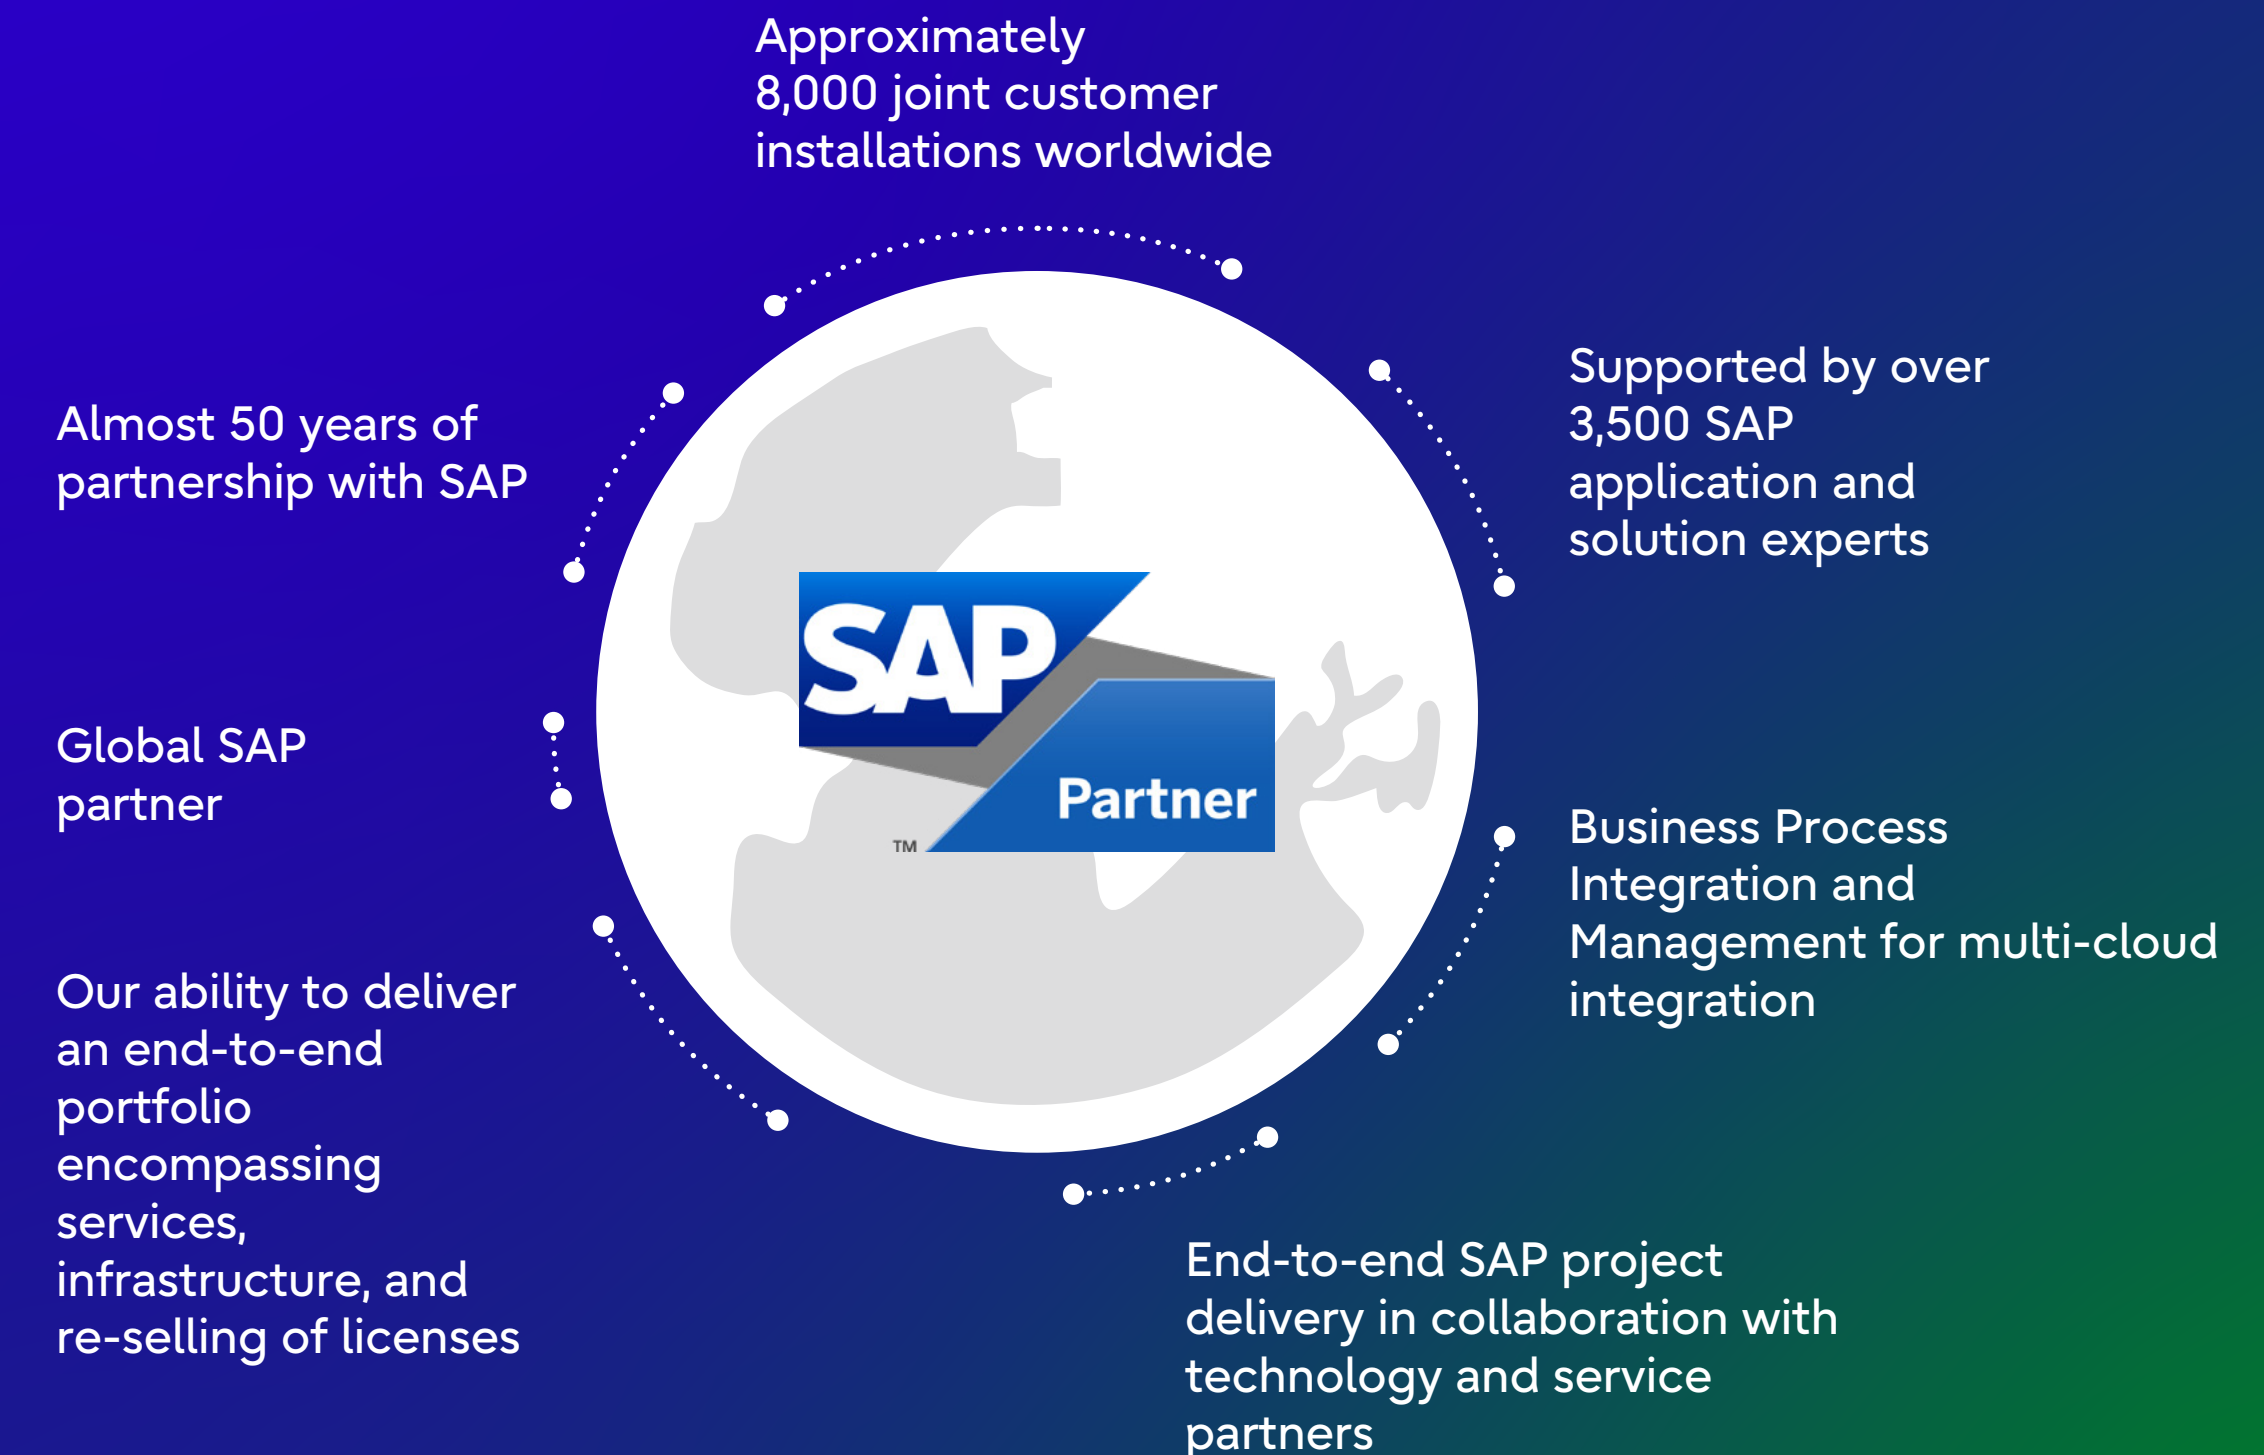 Approximately
8,000 joint customer
installations worldwide
Almost 50 years of
partnership with SAP
Supported by over
3,500 SAP
application and
solution experts
SAP
Partner
TM
Global SAP
partner
Business Process
Integration and
Management for multi-cloud
integration
Our ability to deliver
an end-to-end
portfolio
encompassing
services,
infrastructure, and
re-selling of licenses
End-to-end SAP project
delivery in collaboration with
technology and service
partners